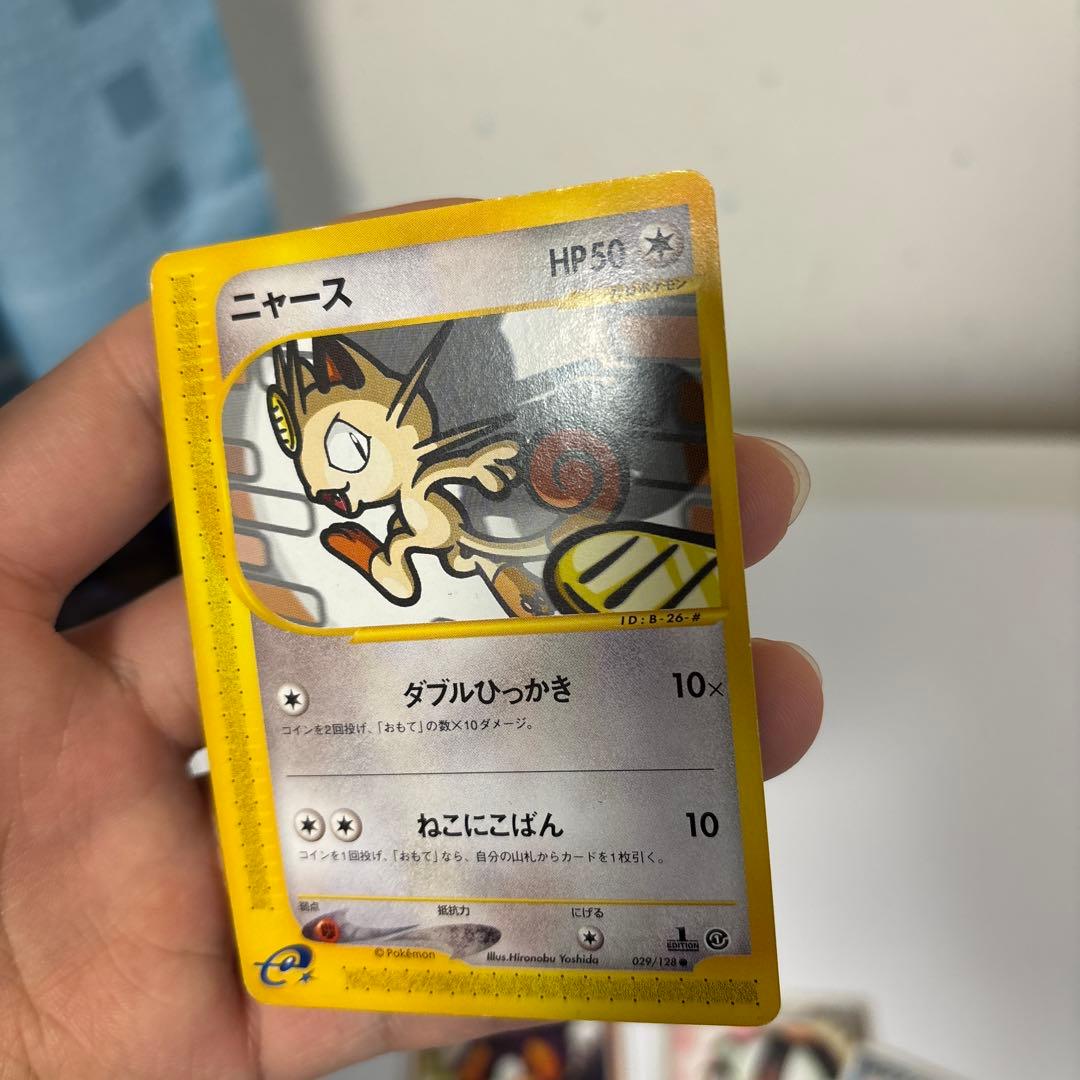 ニャース
HP50
ID:B-26-#
ダブルひっかき
10×
コインを2回投げ、「おもて」の数×10ダメージ。
ねこにこばん
10
コインを1回投げ、「おもて」なら、自分の山札からカードを1枚引く。
弱点
抵抗力
にげる
1
EDITION
© Pokémon
Illus.Hironobu Yoshida
029/128 ●
e